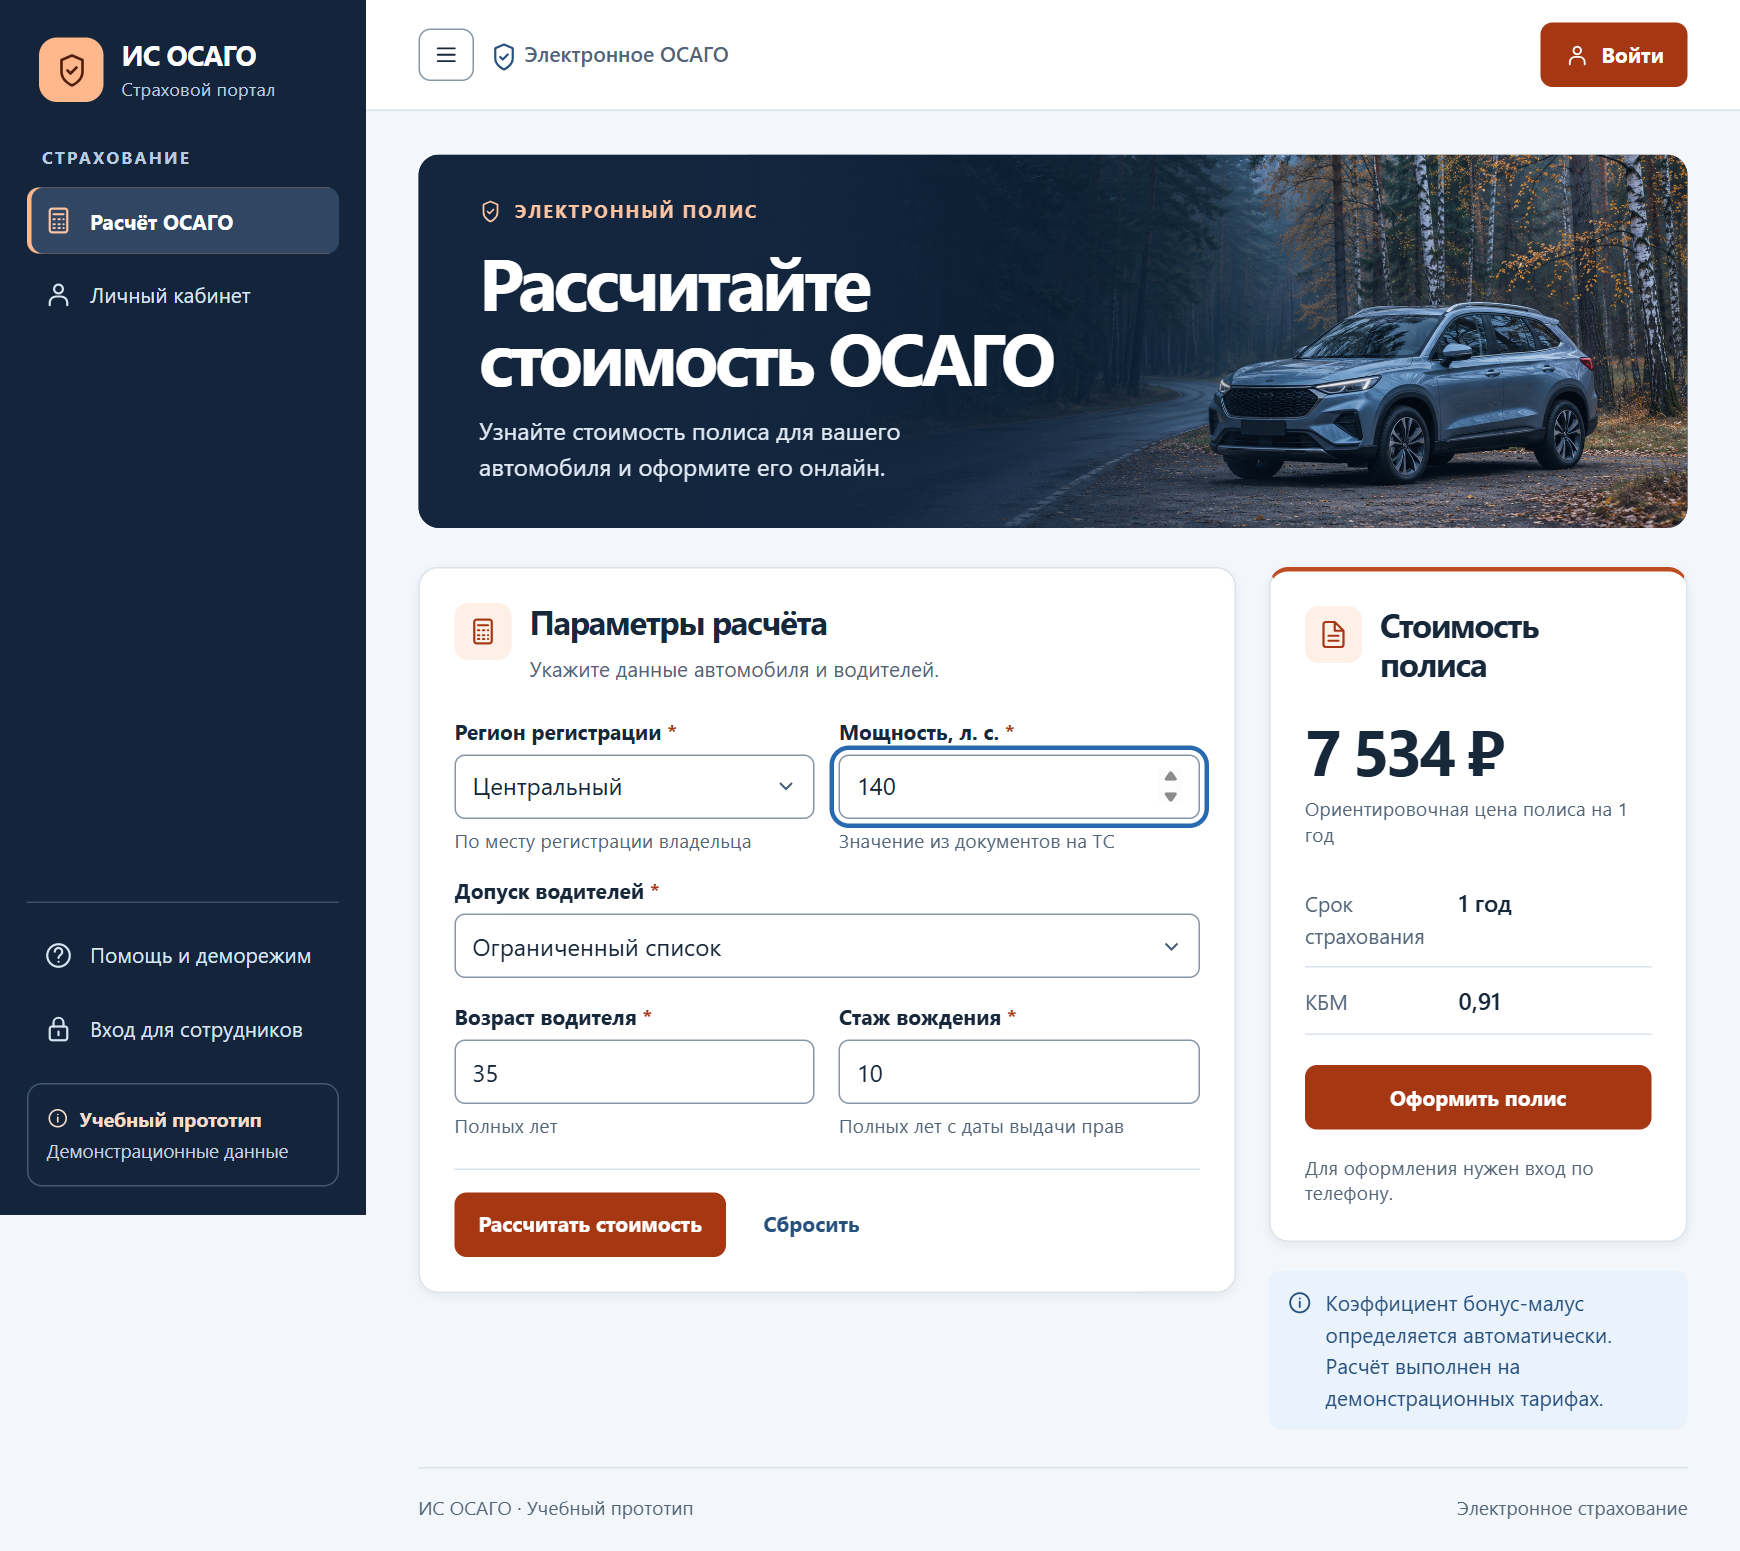 ИС ОСАГО
Страховой портал
СТРАХОВАНИЕ
Расчёт ОСАГО
Личный кабинет
Помощь и деморежим
Вход для сотрудников
Учебный прототип
Демонстрационные данные
Электронное ОСАГО
Войти
ЭЛЕКТРОННЫЙ ПОЛИС
Рассчитайте
стоимость ОСАГО
Узнайте стоимость полиса для вашего
автомобиля и оформите его онлайн.
Параметры расчёта
Укажите данные автомобиля и водителей.
Регион регистрации *
Центральный
По месту регистрации владельца
Мощность, л. с. *
140
Значение из документов на ТС
Допуск водителей *
Ограниченный список
Возраст водителя *
35
Полных лет
Стаж вождения *
10
Полных лет с даты выдачи прав
Рассчитать стоимость
Сбросить
Стоимость
полиса
7 534 ₽
Ориентировочная цена полиса на 1
год
Срок
страхования
1 год
КБМ
0,91
Оформить полис
Для оформления нужен вход по
телефону.
Коэффициент бонус-малус
определяется автоматически.
Расчёт выполнен на
демонстрационных тарифах.
ИС ОСАГО · Учебный прототип
Электронное страхование